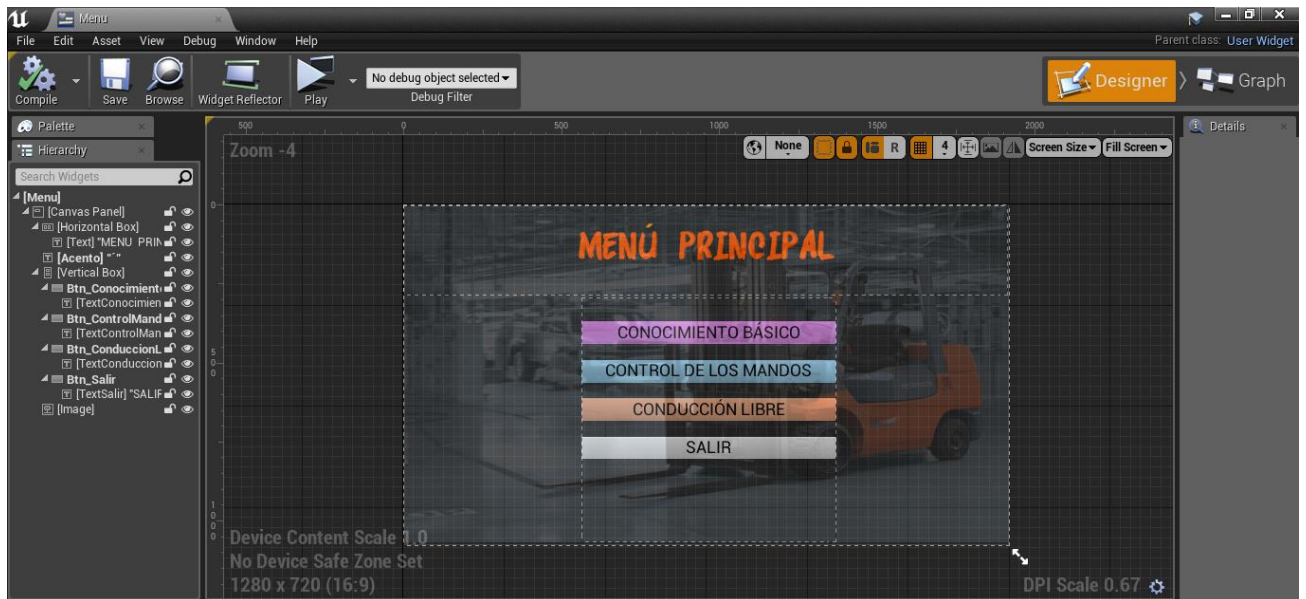 Menu
File Edit Asset View Debug Window Help
Parent class: User Widget
Compile Save Browse Widget Reflector Play
No debug object selected
Debug Filter
Designer
Graph
Palette
Hierarchy
Search Widgets
[Menu]
[Canvas Panel]
[Horizontal Box]
[Text] "MENU PRIN
[Acento] "´"
[Vertical Box]
Btn_Conocimient
[TextConocimien
Btn_ControlMand
[TextControlMan
Btn_ConduccionL
[TextConduccion
Btn_Salir
[TextSalir] "SALIF
[Image]
500 0 500 1000 1500 2000
Zoom -4
None
R
4
Screen Size
Fill Screen
0
500
1000
MENÚ PRINCIPAL
CONOCIMIENTO BÁSICO
CONTROL DE LOS MANDOS
CONDUCCIÓN LIBRE
SALIR
Device Content Scale 1.0
No Device Safe Zone Set
1280 x 720 (16:9)
DPI Scale 0.67
Details